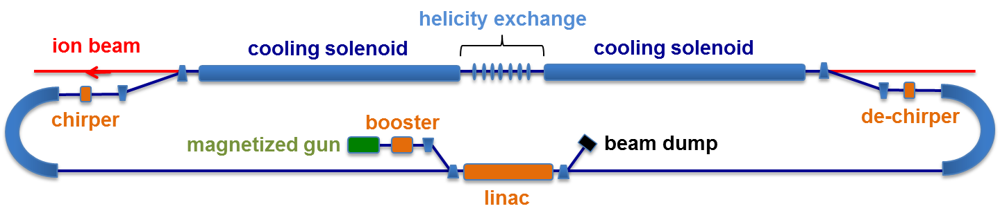 helicity exchange
ion beam
cooling solenoid
cooling solenoid
chirper
de-chirper
booster
magnetized gun
beam dump
linac